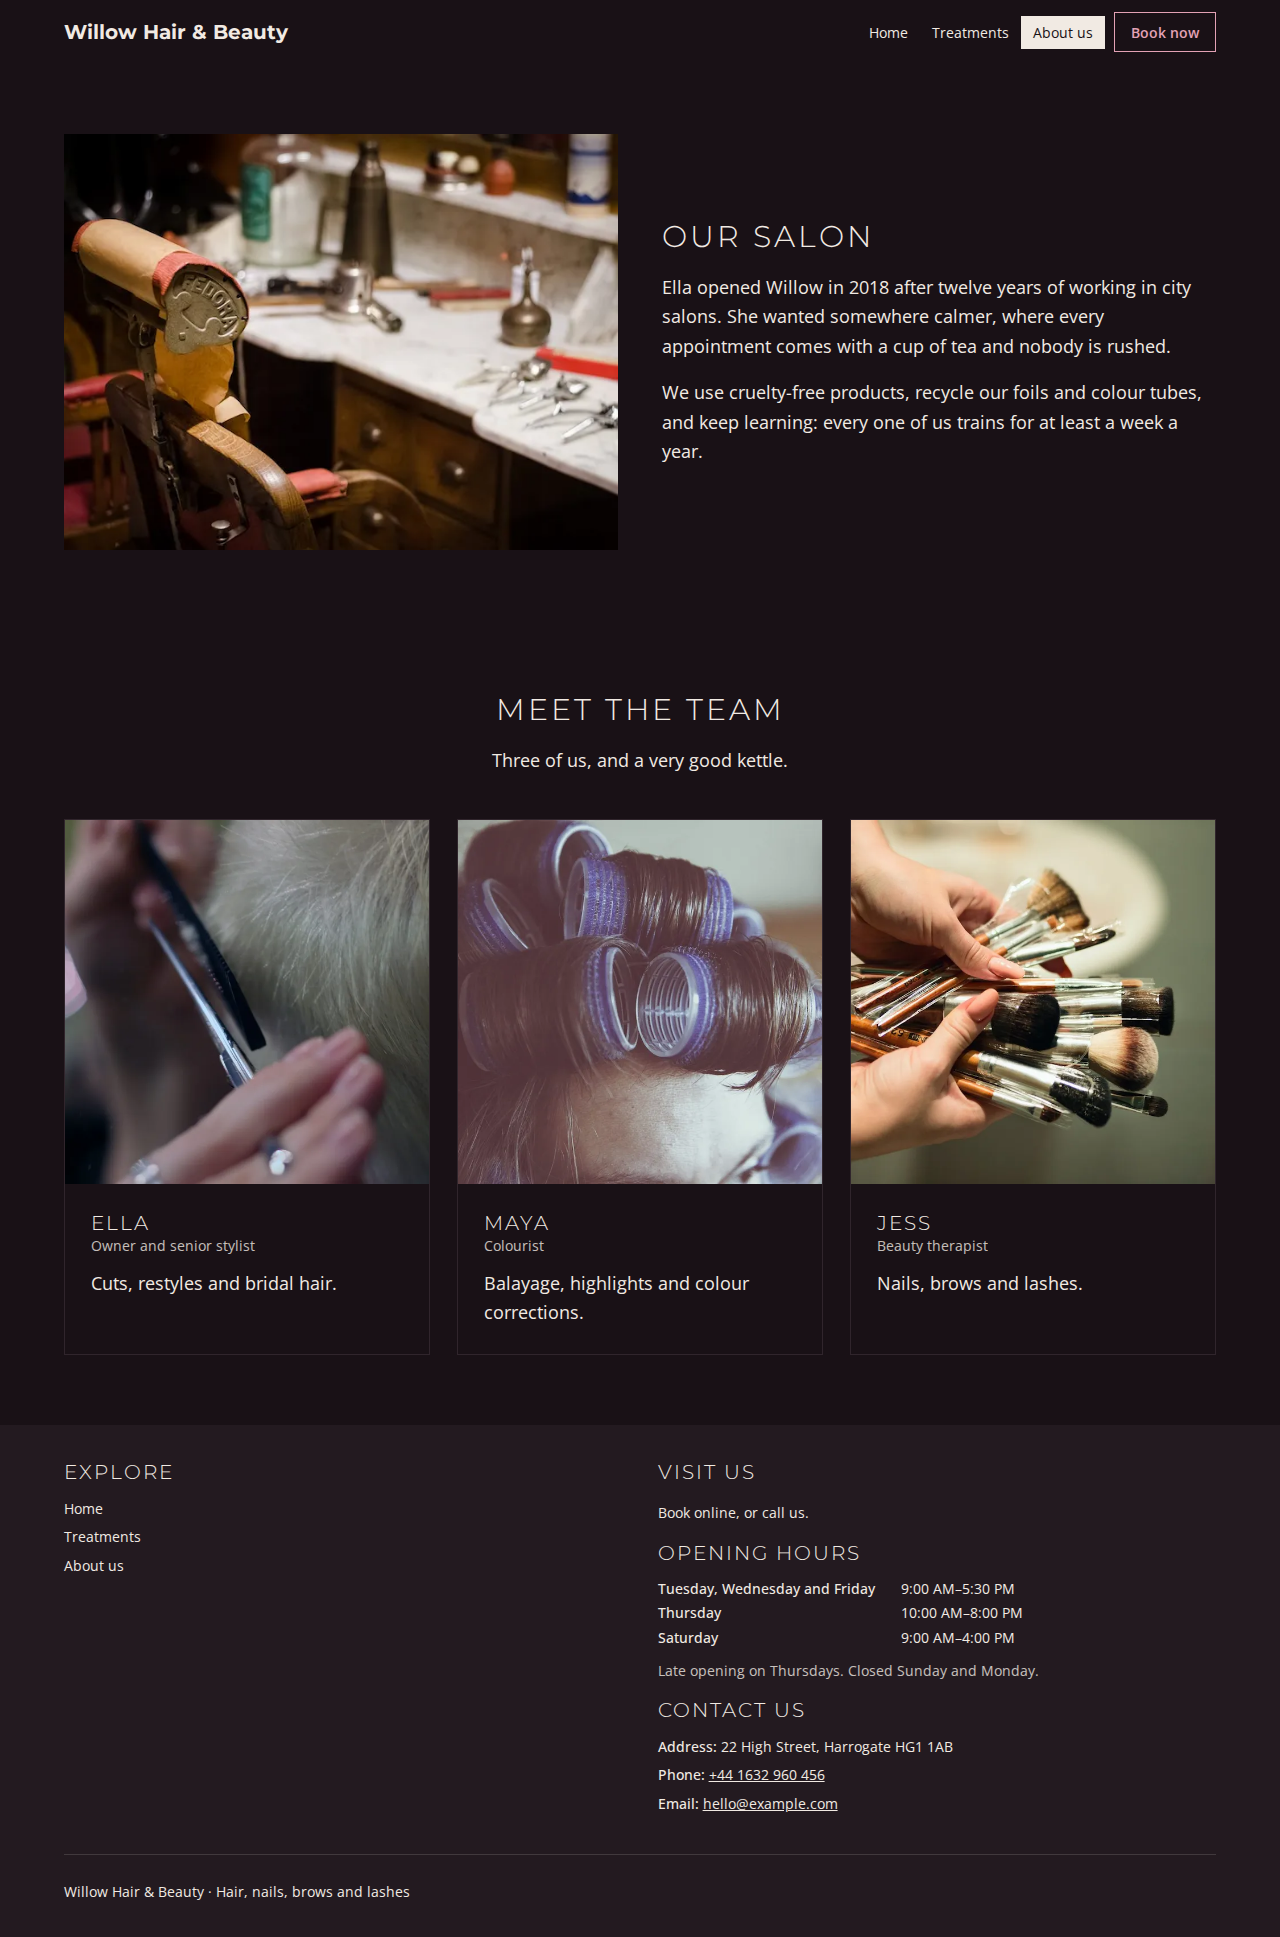 Willow Hair & Beauty
Home
Treatments
About us
Book now
FEDORA
OUR SALON
Ella opened Willow in 2018 after twelve years of working in city
salons. She wanted somewhere calmer, where every
appointment comes with a cup of tea and nobody is rushed.
We use cruelty-free products, recycle our foils and colour tubes,
and keep learning: every one of us trains for at least a week a
year.
MEET THE TEAM
Three of us, and a very good kettle.
ELLA
Owner and senior stylist
Cuts, restyles and bridal hair.
MAYA
Colourist
Balayage, highlights and colour
corrections.
JESS
Beauty therapist
Nails, brows and lashes.
EXPLORE
Home
Treatments
About us
VISIT US
Book online, or call us.
OPENING HOURS
Tuesday, Wednesday and Friday 9:00 AM–5:30 PM
Thursday 10:00 AM–8:00 PM
Saturday 9:00 AM–4:00 PM
Late opening on Thursdays. Closed Sunday and Monday.
CONTACT US
Address: 22 High Street, Harrogate HG1 1AB
Phone: +44 1632 960 456
Email: hello@example.com
Willow Hair & Beauty · Hair, nails, brows and lashes